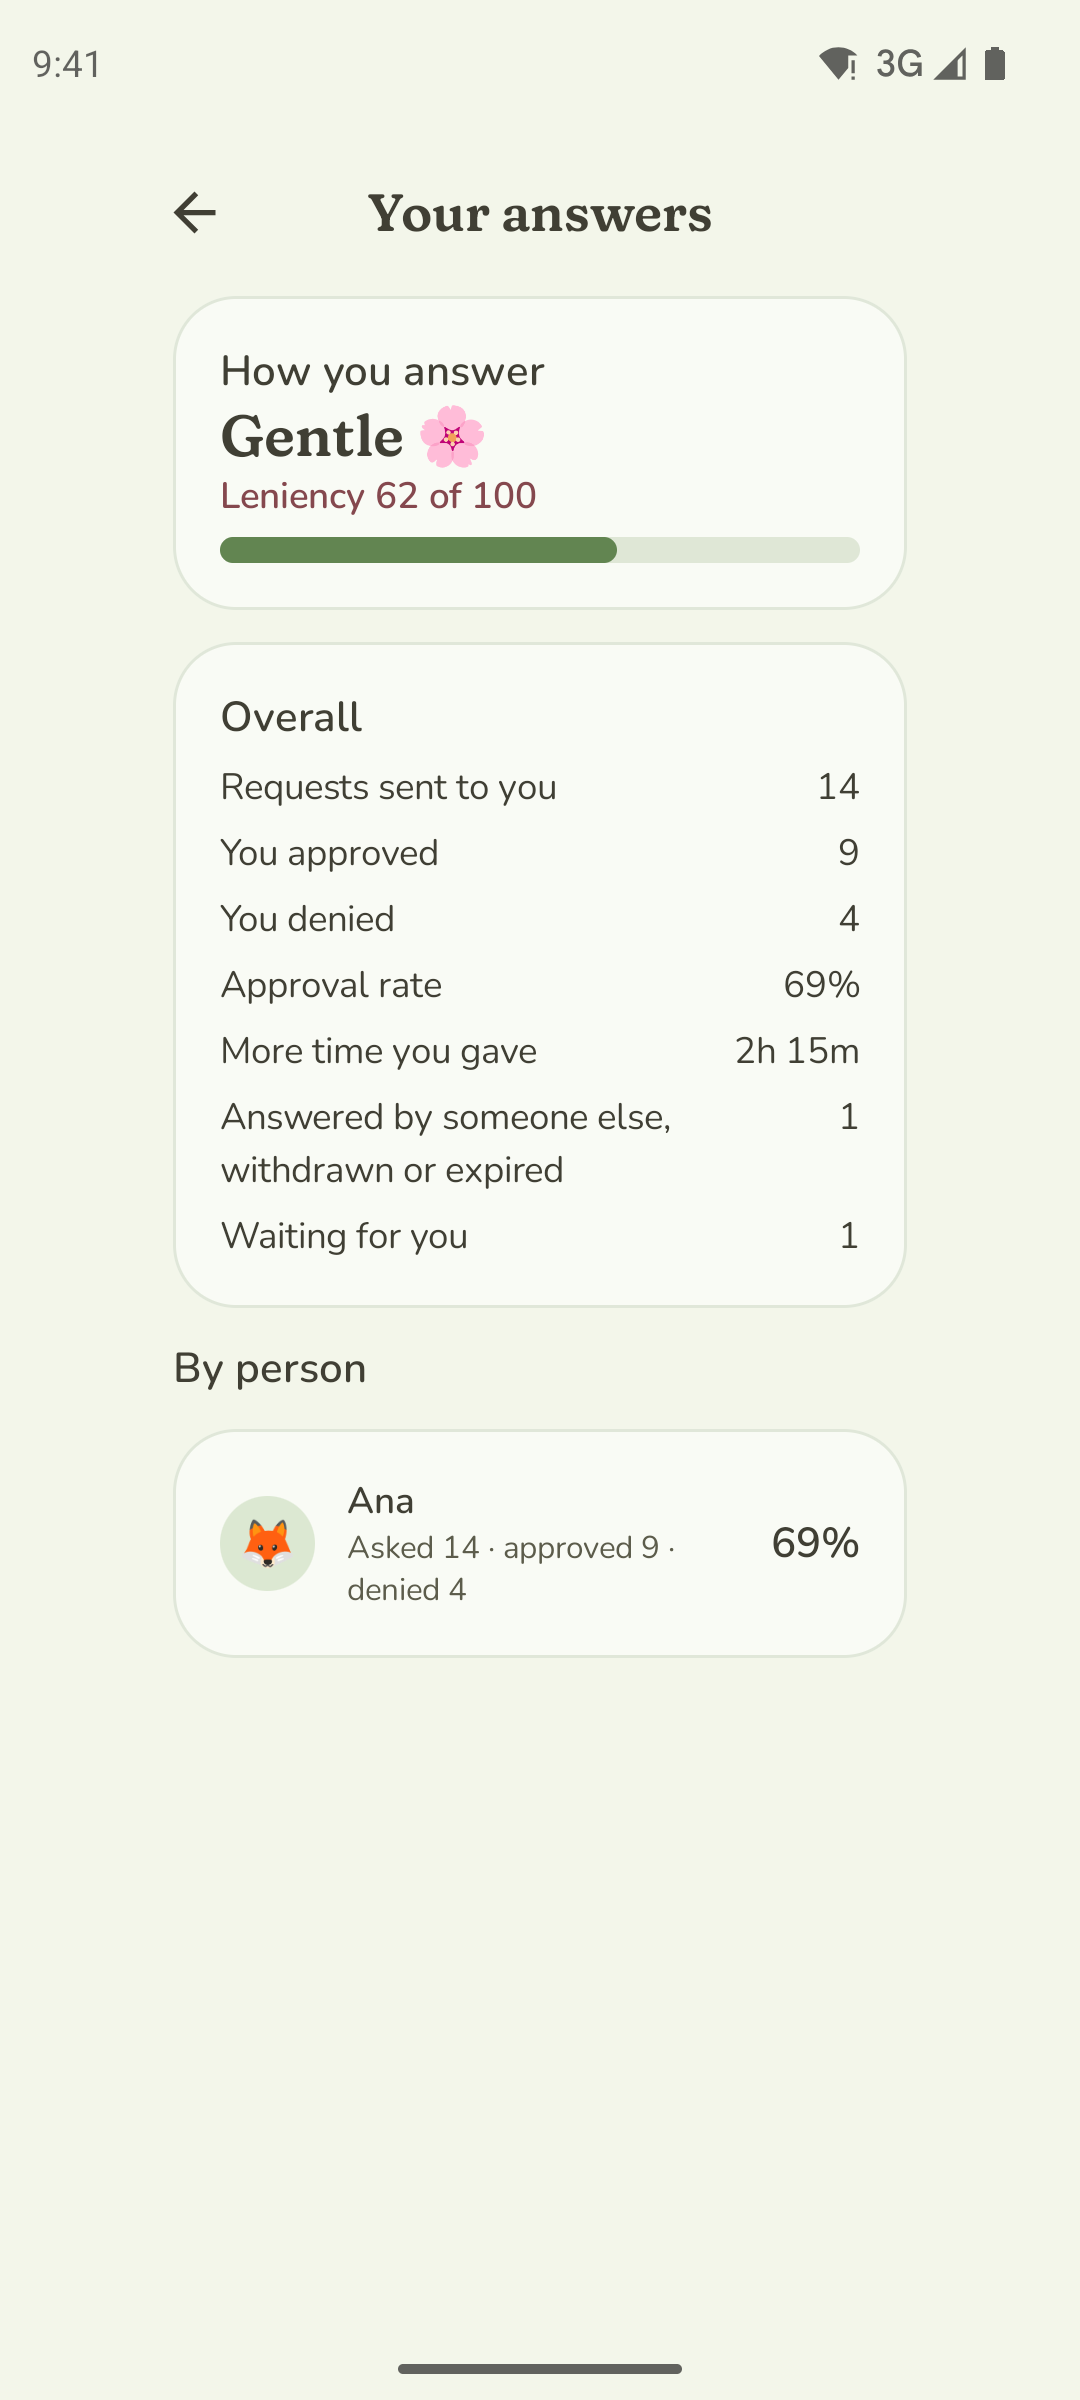 9:41
3G
Your answers
How you answer
Gentle 🌸
Leniency 62 of 100
Overall
Requests sent to you 14
You approved 9
You denied 4
Approval rate 69%
More time you gave 2h 15m
Answered by someone else, 1
withdrawn or expired
Waiting for you 1
By person
Ana
Asked 14 · approved 9 ·
denied 4
69%